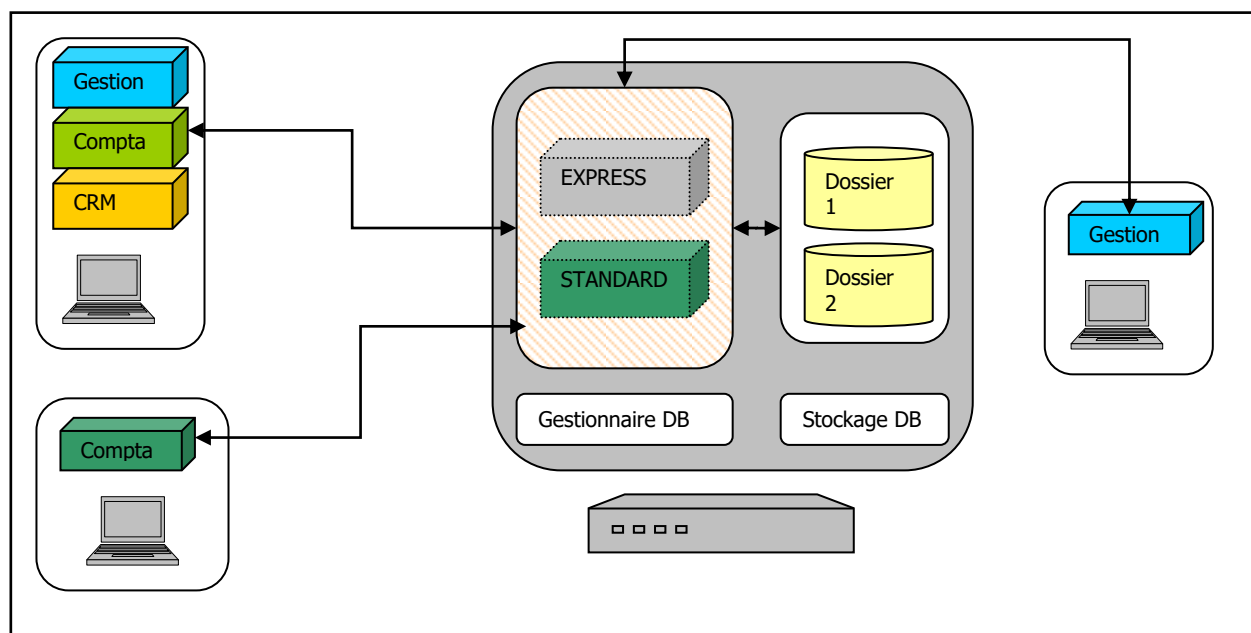 Gestion
Compta
CRM
Compta
EXPRESS
STANDARD
Gestionnaire DB
Dossier
1
Dossier
2
Stockage DB
Gestion